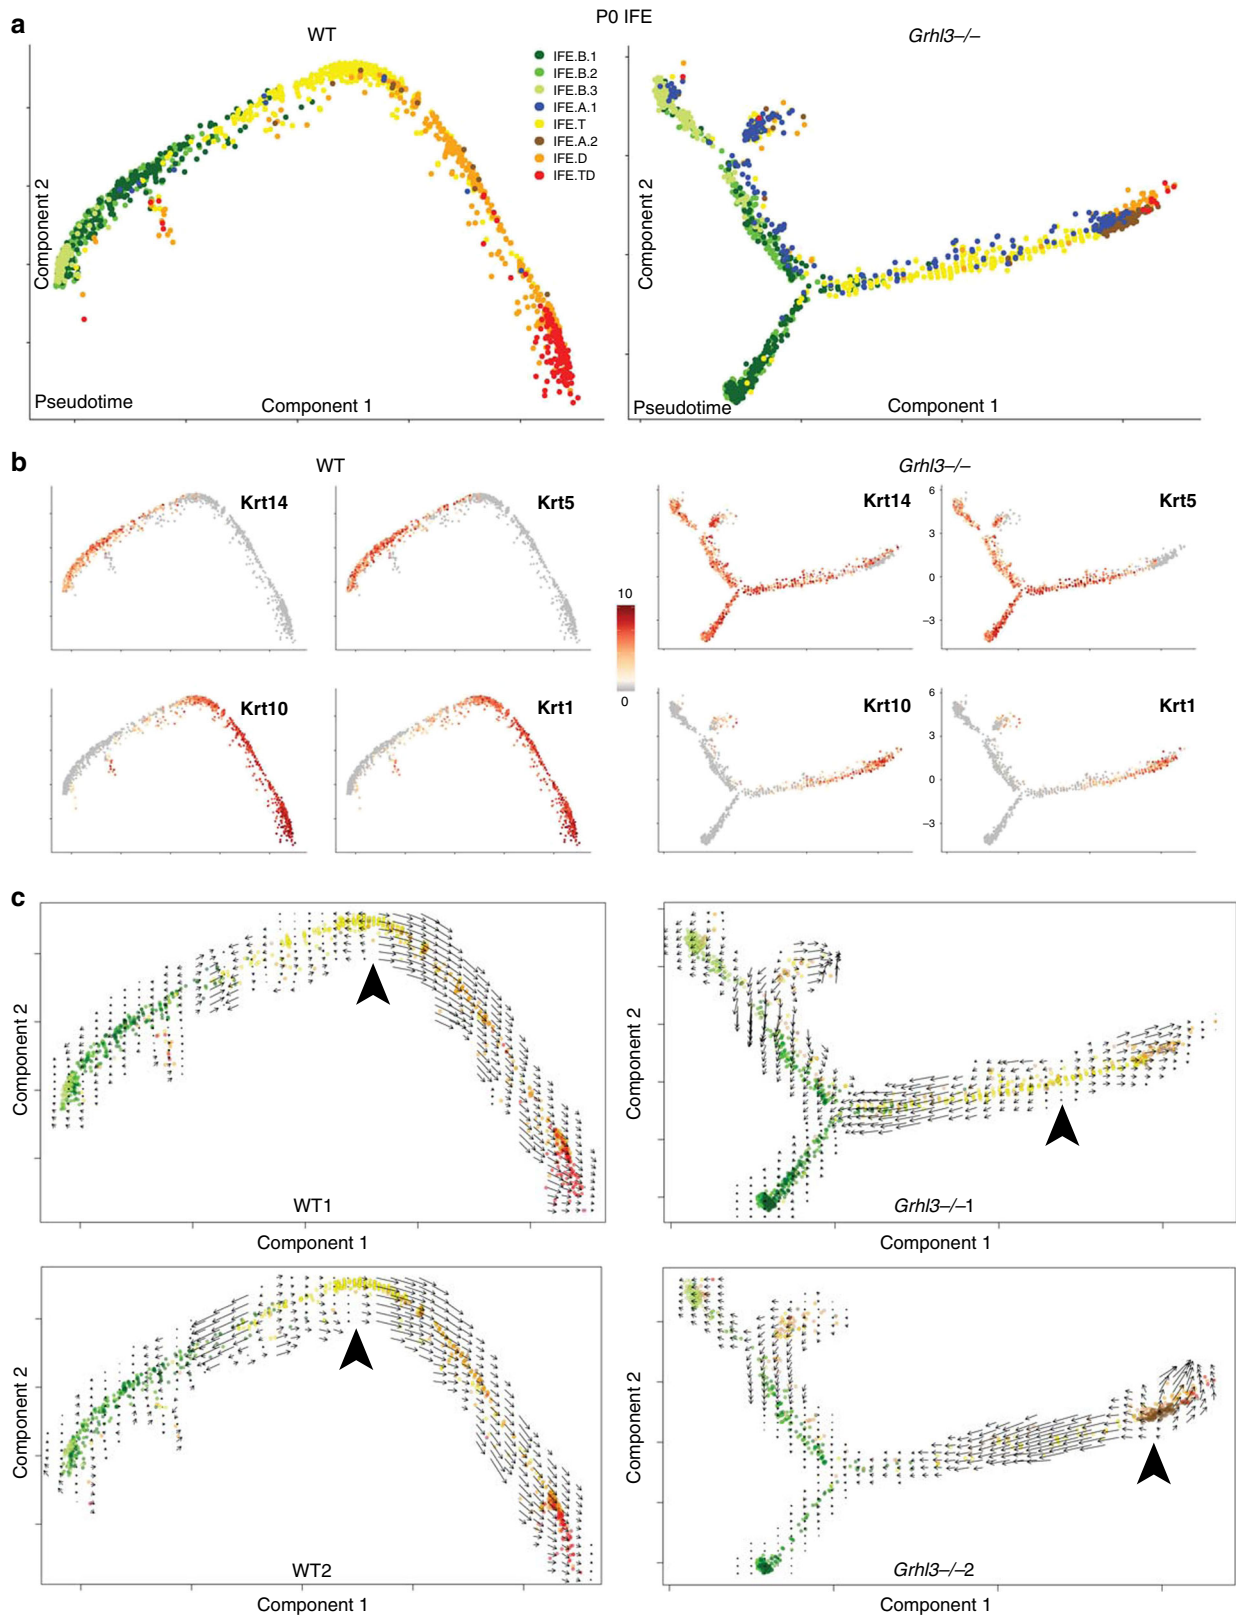 P0 IFE
a
WT
Grhl3–/–
IFE.B.1
IFE.B.2
IFE.B.3
IFE.A.1
IFE.T
IFE.A.2
IFE.D
IFE.TD
Component 2
Pseudotime
Component 1
Component 2
Pseudotime
Component 1
b
WT
Grhl3–/–
Krt14
Krt5
Krt14
6
3
0
–3
Krt5
10
0
Krt10
Krt1
Krt10
6
3
0
–3
Krt1
c
Component 2
WT1
Component 1
Component 2
Grhl3–/–1
Component 1
Component 2
WT2
Component 1
Component 2
Grhl3–/–2
Component 1